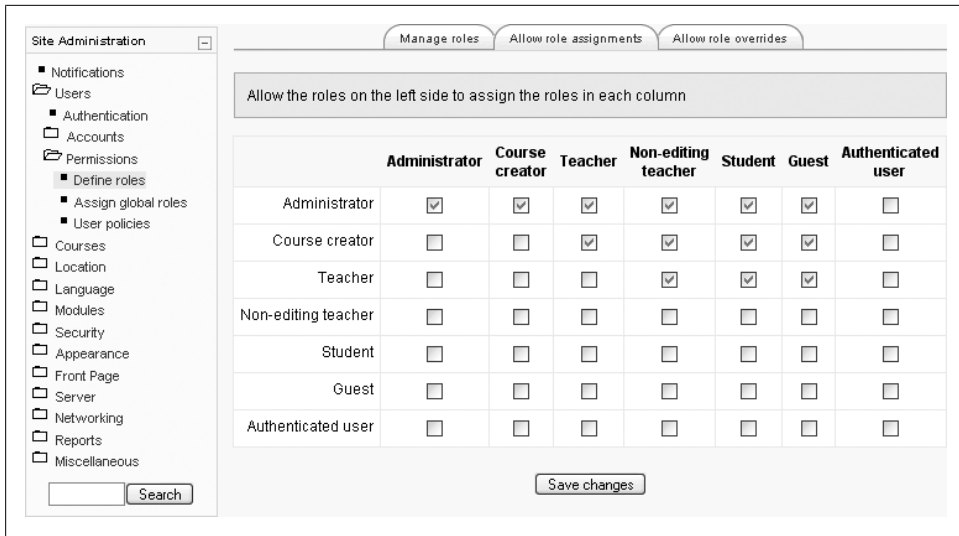 Site Administration
Notifications
Users
Authentication
Accounts
Permissions
Define roles
Assign global roles
User policies
Courses
Location
Language
Modules
Security
Appearance
Front Page
Server
Networking
Reports
Miscellaneous
Search
Manage roles Allow role assignments Allow role overrides
Allow the roles on the left side to assign the roles in each column
Administrator Course creator Teacher Non-editing teacher Student Guest Authenticated user
Administrator
Course creator
Teacher
Non-editing teacher
Student
Guest
Authenticated user
Save changes